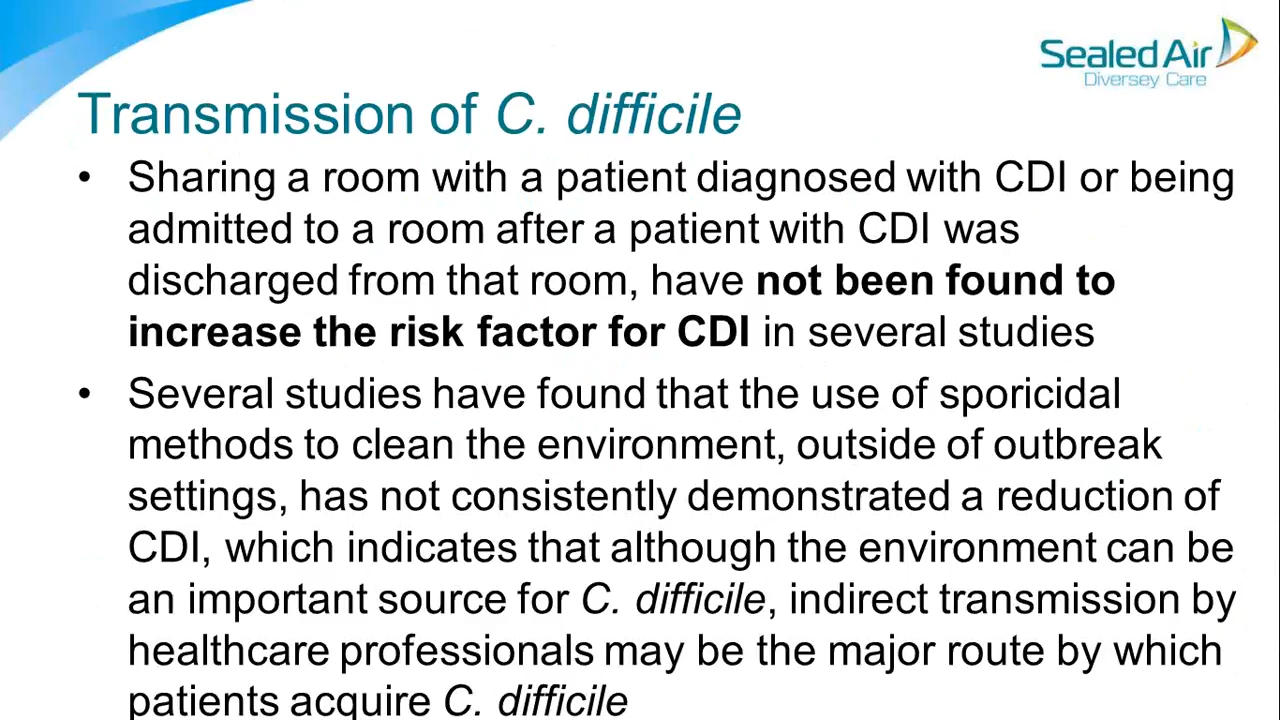 Sealed Air
Diversey Care
Transmission of C. difficile
• Sharing a room with a patient diagnosed with CDI or being
admitted to a room after a patient with CDI was
discharged from that room, have not been found to
increase the risk factor for CDI in several studies
• Several studies have found that the use of sporicidal
methods to clean the environment, outside of outbreak
settings, has not consistently demonstrated a reduction of
CDI, which indicates that although the environment can be
an important source for C. difficile, indirect transmission by
healthcare professionals may be the major route by which
patients acquire C. difficile